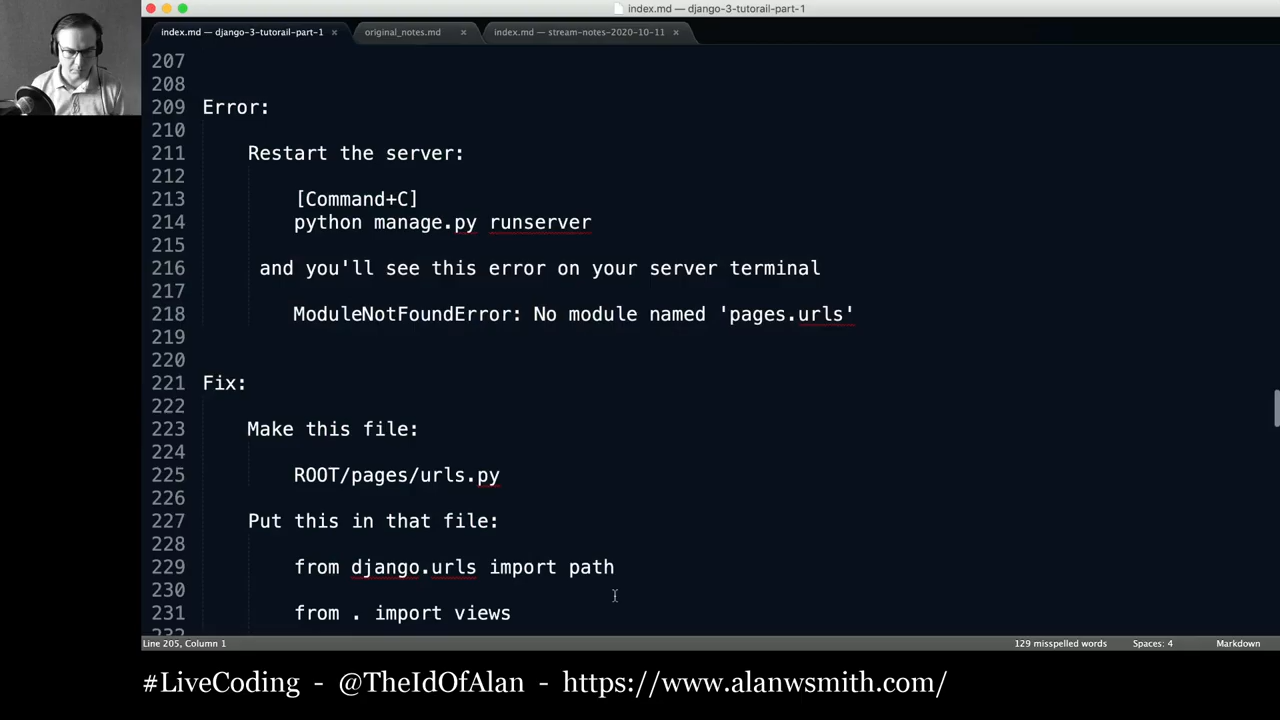 index.md — django-3-tutorail-part-1
index.md — django-3-tutorail-part-1 ×
original_notes.md ×
index.md — stream-notes-2020-10-11 ×
207
208
209 Error:
210
211 Restart the server:
212
213 [Command+C]
214 python manage.py runserver
215
216 and you'll see this error on your server terminal
217
218 ModuleNotFoundError: No module named 'pages.urls'
219
220
221 Fix:
222
223 Make this file:
224
225 ROOT/pages/urls.py
226
227 Put this in that file:
228
229 from django.urls import path
230
231 from . import views
232
Line 205, Column 1
129 misspelled words
Spaces: 4
Markdown
#LiveCoding - @TheIdOfAlan - https://www.alanwsmith.com/